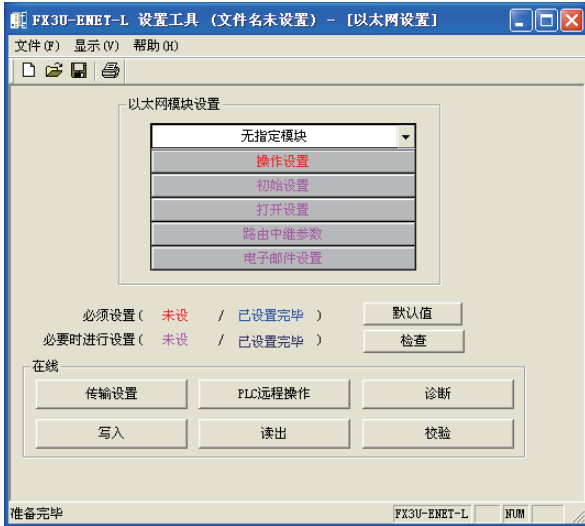 FX3U-ENET-L 设置工具 (文件名未设置) - [以太网设置]
文件(F) 显示(V) 帮助(H)
以太网模块设置
无指定模块
操作设置
初始设置
打开设置
路由中继参数
电子邮件设置
必须设置( 未设 / 已设置完毕 ) 默认值
必要时进行设置( 未设 / 已设置完毕 ) 检查
在线
传输设置 PLC远程操作 诊断
写入 读出 校验
准备完毕 FX3U-ENET-L NUM